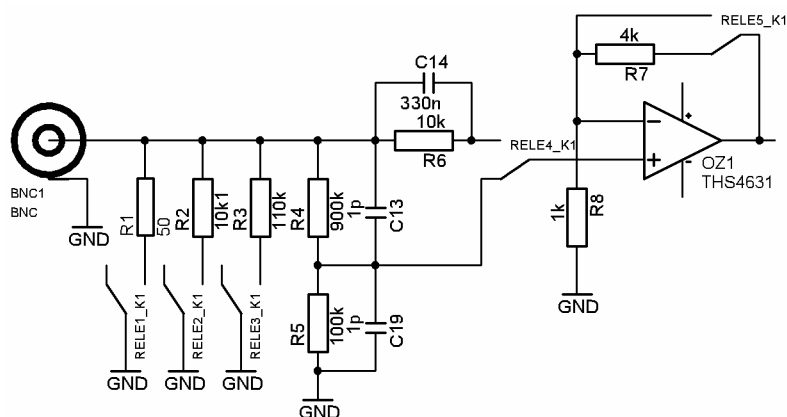 RELE5_K1
4k
R7
C14
330n
10k
R6
RELE4_K1
-
+
+
-
OZ1
THS4631
BNC1
BNC
GND
R1
50
R2
10k1
R3
110k
R4
900k
1p
C13
1k
R8
GND
RELE1_K1
RELE2_K1
RELE3_K1
R5
100k
1p
C19
GND
GND
GND
GND